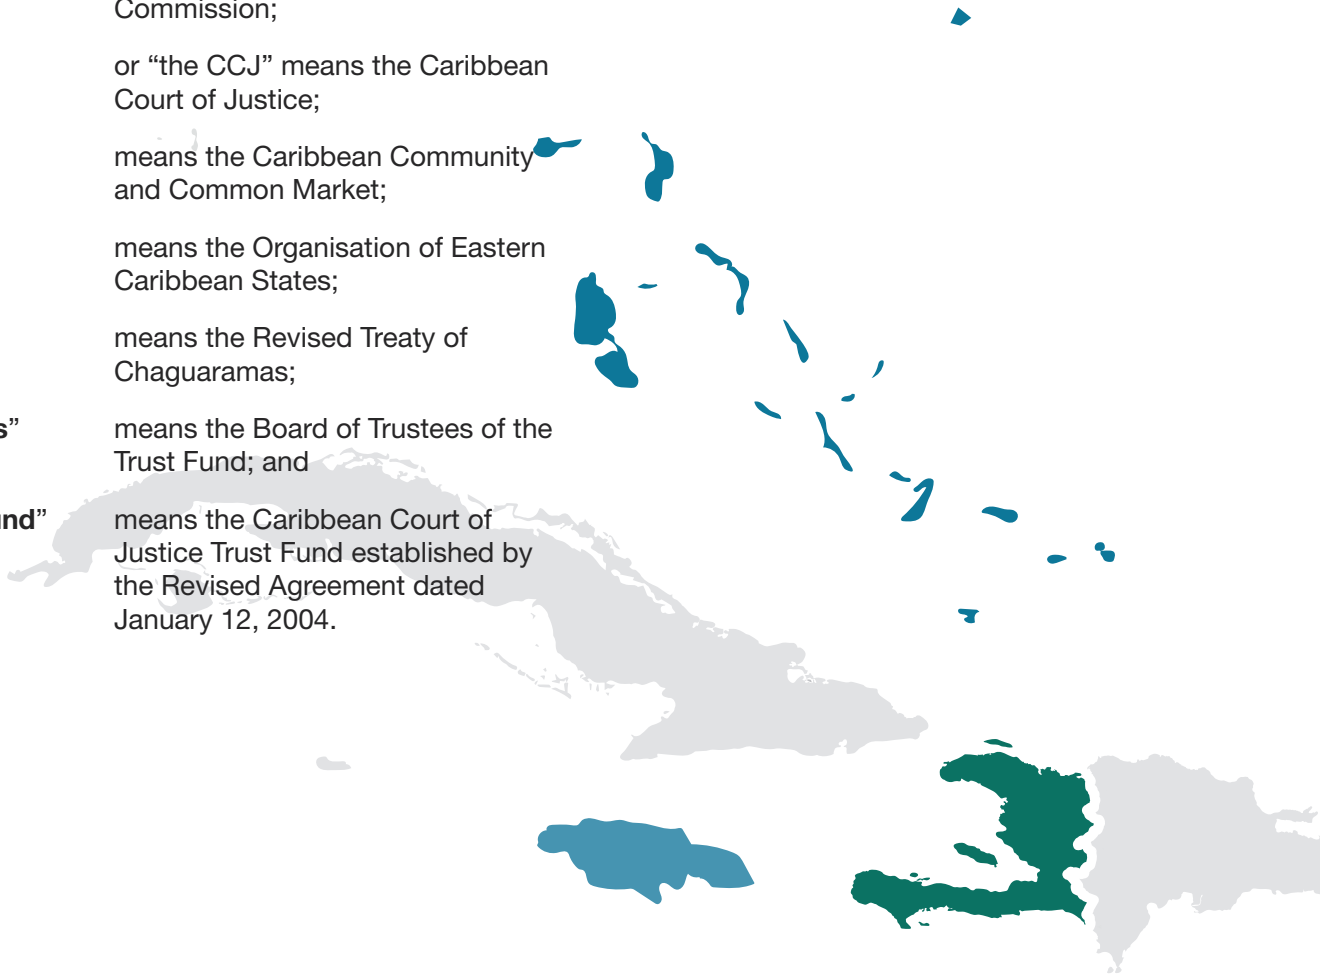 Commission;
or “the CCJ” means the Caribbean
Court of Justice;
means the Caribbean Community
and Common Market;
means the Organisation of Eastern
Caribbean States;
means the Revised Treaty of
Chaguaramas;
s” means the Board of Trustees of the
Trust Fund; and
und” means the Caribbean Court of
Justice Trust Fund established by
the Revised Agreement dated
January 12, 2004.